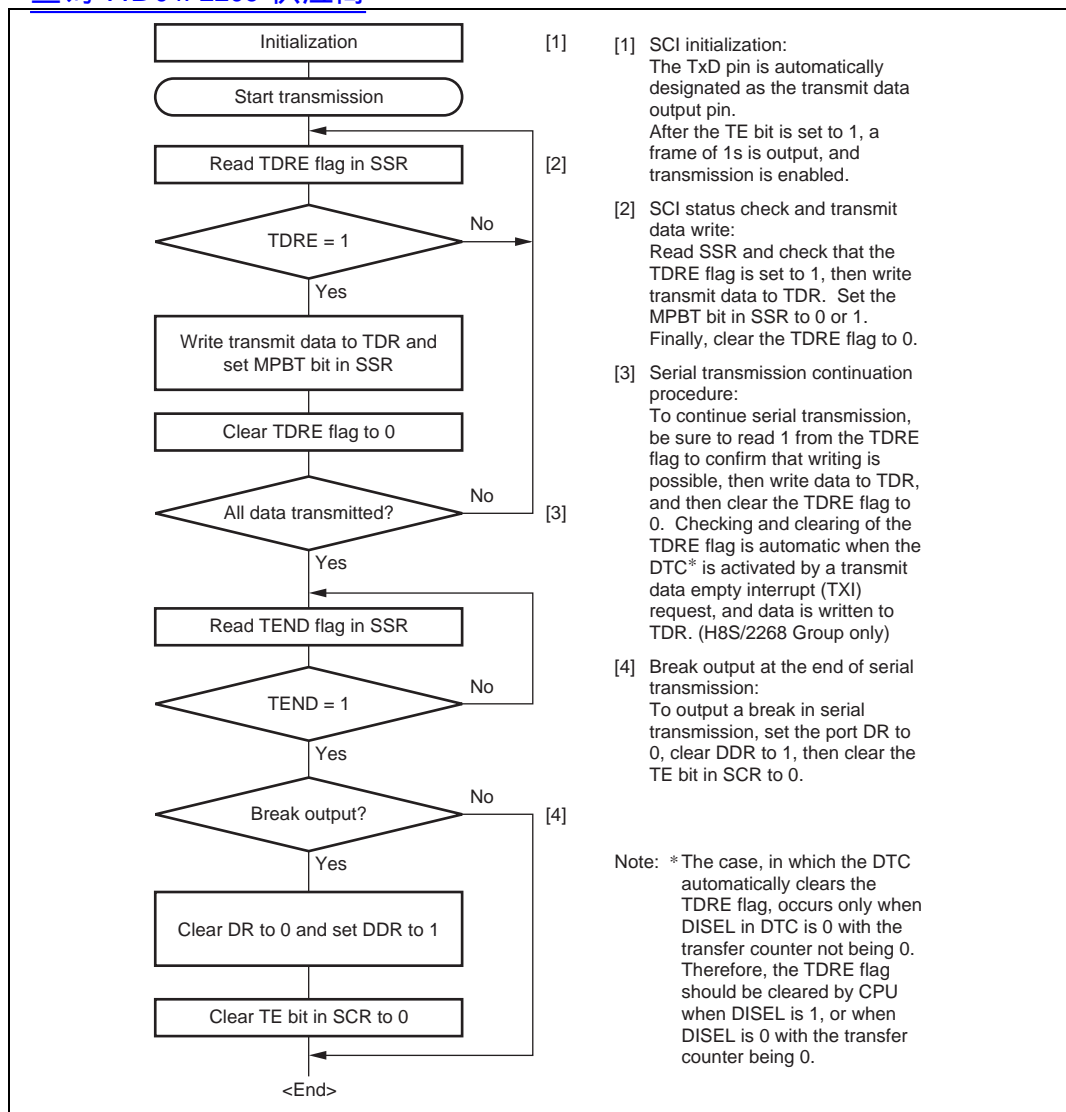 Initialization
[1]
Start transmission
Read TDRE flag in SSR
[2]
No
TDRE = 1
Yes
Write transmit data to TDR and
set MPBT bit in SSR
Clear TDRE flag to 0
No
All data transmitted?
[3]
Yes
Read TEND flag in SSR
No
TEND = 1
Yes
No
Break output?
[4]
Yes
Clear DR to 0 and set DDR to 1
Clear TE bit in SCR to 0
<End>
[1] SCI initialization:
The TxD pin is automatically
designated as the transmit data
output pin.
After the TE bit is set to 1, a
frame of 1s is output, and
transmission is enabled.
[2] SCI status check and transmit
data write:
Read SSR and check that the
TDRE flag is set to 1, then write
transmit data to TDR. Set the
MPBT bit in SSR to 0 or 1.
Finally, clear the TDRE flag to 0.
[3] Serial transmission continuation
procedure:
To continue serial transmission,
be sure to read 1 from the TDRE
flag to confirm that writing is
possible, then write data to TDR,
and then clear the TDRE flag to
0. Checking and clearing of the
TDRE flag is automatic when the
DTC* is activated by a transmit
data empty interrupt (TXI)
request, and data is written to
TDR. (H8S/2268 Group only)
[4] Break output at the end of serial
transmission:
To output a break in serial
transmission, set the port DR to
0, clear DDR to 1, then clear the
TE bit in SCR to 0.
Note: * The case, in which the DTC
automatically clears the
TDRE flag, occurs only when
DISEL in DTC is 0 with the
transfer counter not being 0.
Therefore, the TDRE flag
should be cleared by CPU
when DISEL is 1, or when
DISEL is 0 with the transfer
counter being 0.